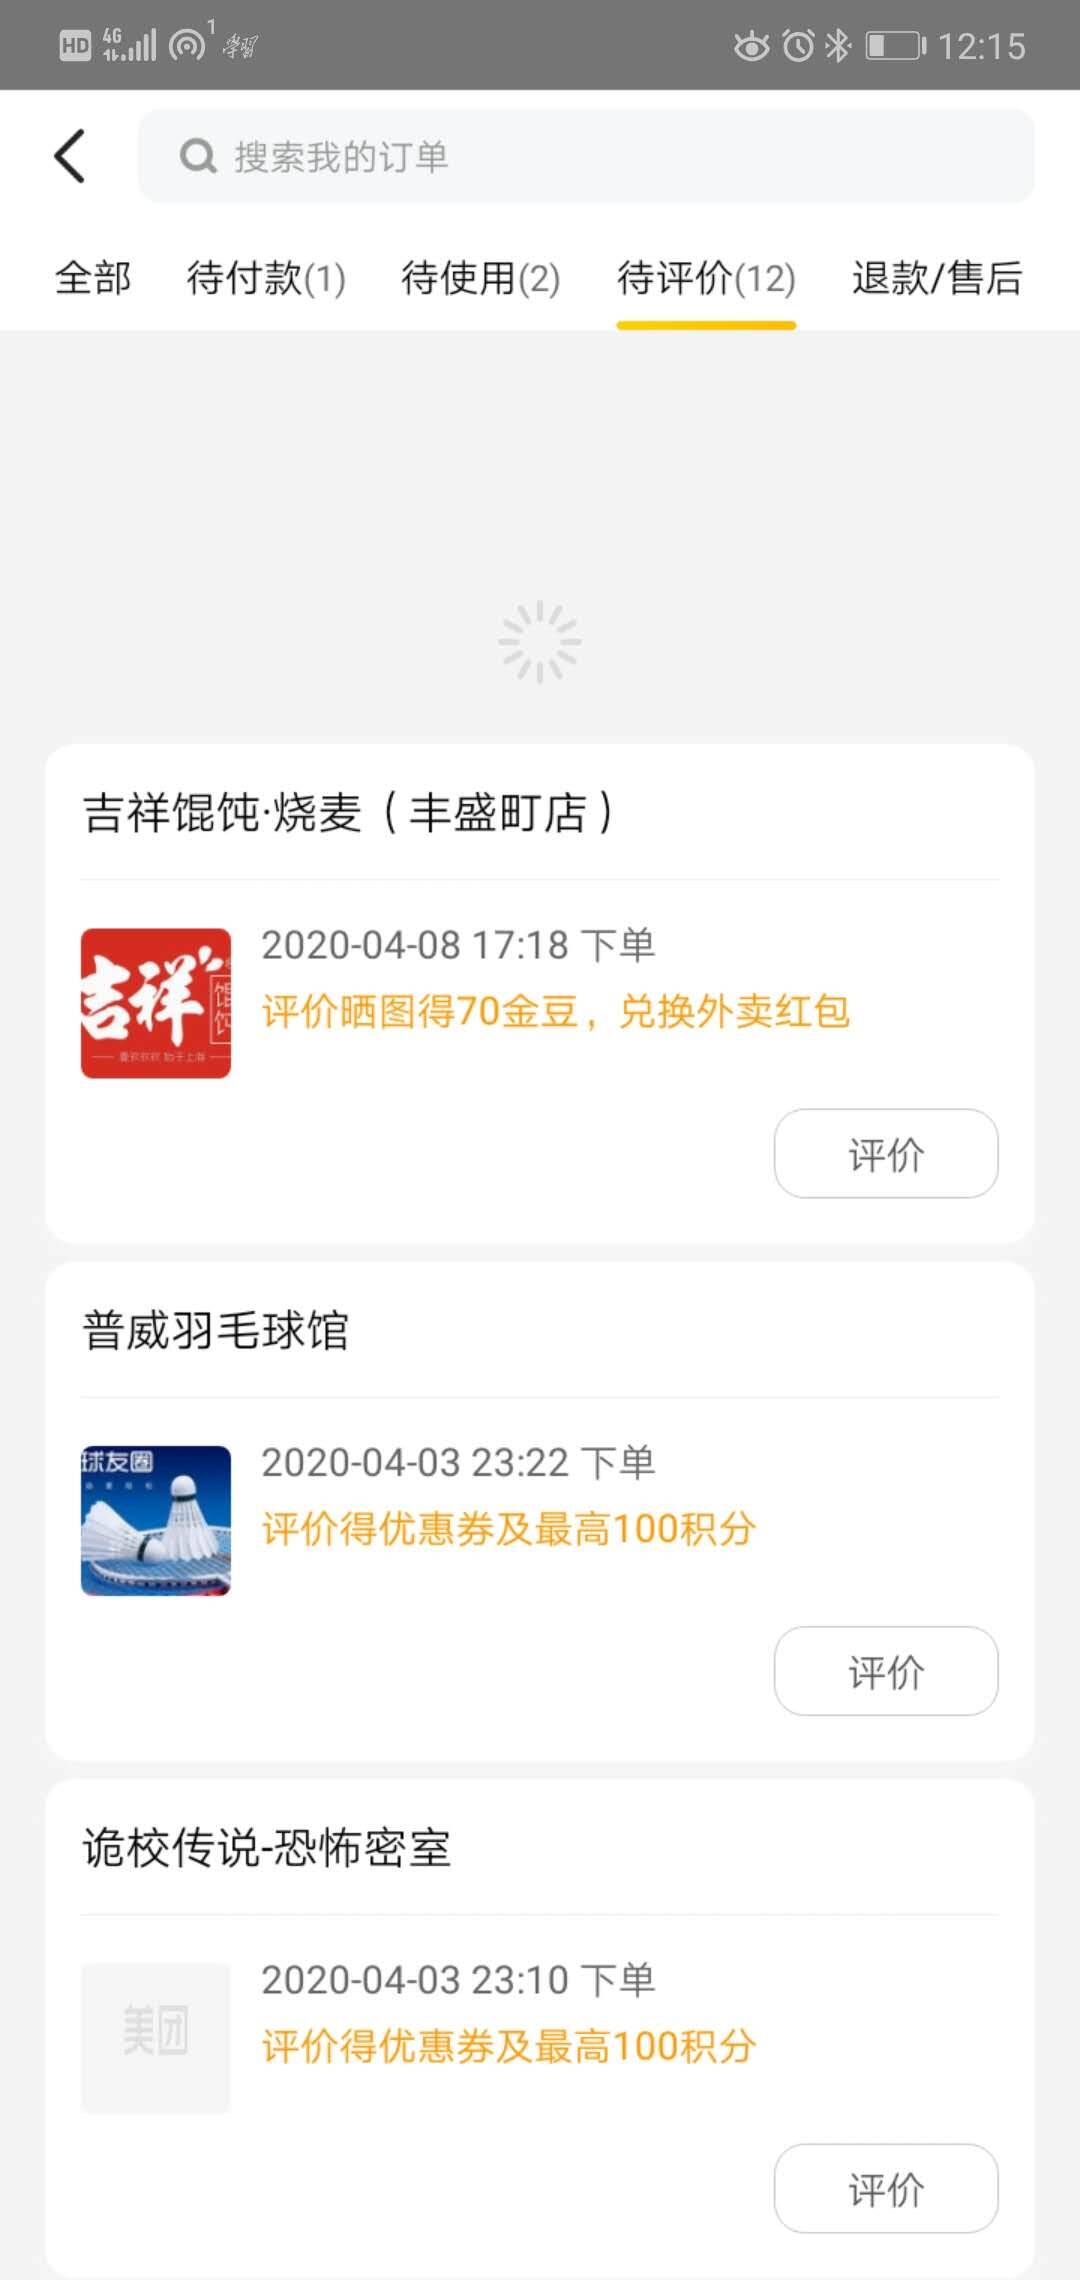 HD 4G 1 学習 12:15
搜索我的订单
全部 待付款(1) 待使用(2) 待评价(12) 退款/售后
吉祥馄饨·烧麦（丰盛町店）
吉祥
馄饨
2020-04-08 17:18 下单
评价晒图得70金豆，兑换外卖红包
评价
普威羽毛球馆
球友圈
2020-04-03 23:22 下单
评价得优惠券及最高100积分
评价
诡校传说-恐怖密室
美团
2020-04-03 23:10 下单
评价得优惠券及最高100积分
评价